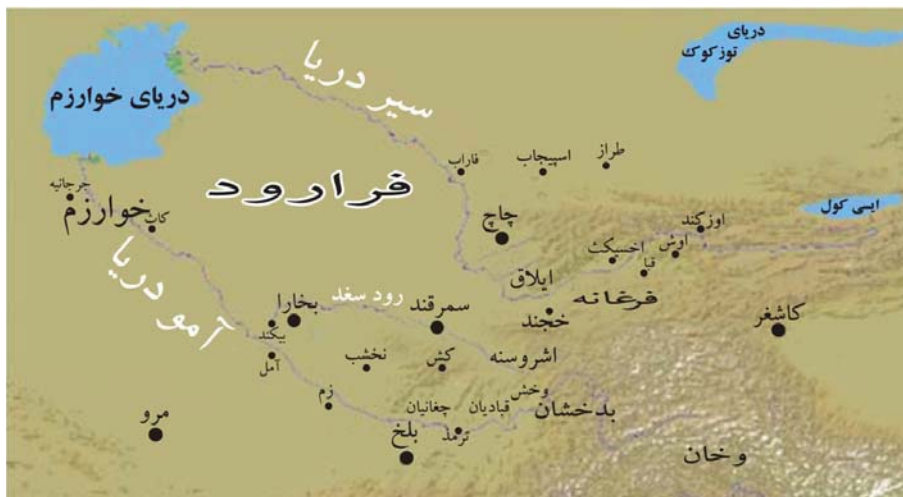 دریای
توزکوک
دریای خوارزم
سیر دریا
فاراب
اسپیجاب
طراز
جرجانیه
خوارزم
کاث
فرارود
چاچ
ایسی کول
اوزکند
اوش
اخسیکث
قبا
ایلاق
فرغانه
خجند
کاشغر
آمو دریا
رود سغد
بخارا
بیکند
سمرقند
آمل
نخشب
کش
اشروسنه
وخش
زم
چغانیان
قبادیان
بدخشان
ترمذ
مرو
بلخ
وخان